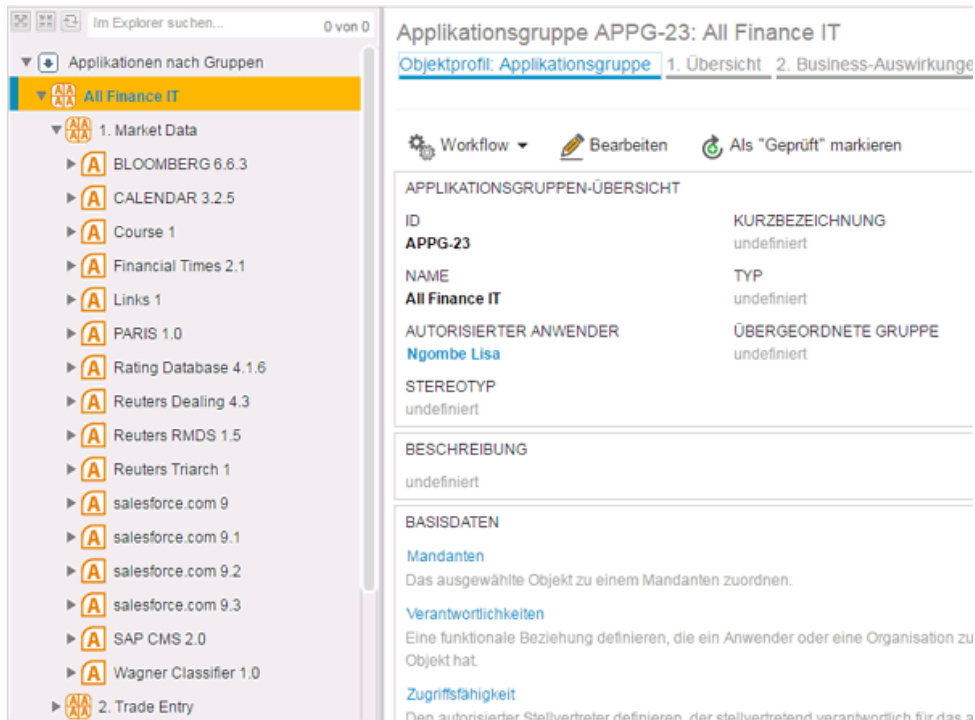 Im Explorer suchen...
0 von 0
Applikationen nach Gruppen
All Finance IT
1. Market Data
BLOOMBERG 6.6.3
CALENDAR 3.2.5
Course 1
Financial Times 2.1
Links 1
PARIS 1.0
Rating Database 4.1.6
Reuters Dealing 4.3
Reuters RMDS 1.5
Reuters Triarch 1
salesforce.com 9
salesforce.com 9.1
salesforce.com 9.2
salesforce.com 9.3
SAP CMS 2.0
Wagner Classifier 1.0
2. Trade Entry
Applikationsgruppe APPG-23: All Finance IT
Objektprofil: Applikationsgruppe 1. Übersicht 2. Business-Auswirkunge
Workflow Bearbeiten Als "Geprüft" markieren
APPLIKATIONSGRUPPEN-ÜBERSICHT
ID KURZBEZEICHNUNG
APPG-23 undefiniert
NAME TYP
All Finance IT undefiniert
AUTORISIERTER ANWENDER ÜBERGEORDNETE GRUPPE
Ngombe Lisa undefiniert
STEREOTYP
undefiniert
BESCHREIBUNG
undefiniert
BASISDATEN
Mandanten
Das ausgewählte Objekt zu einem Mandanten zuordnen.
Verantwortlichkeiten
Eine funktionale Beziehung definieren, die ein Anwender oder eine Organisation zu
Objekt hat.
Zugriffsfähigkeit
Den autorisierter Stellvertreter definieren, der stellvertretend verantwortlich für das a